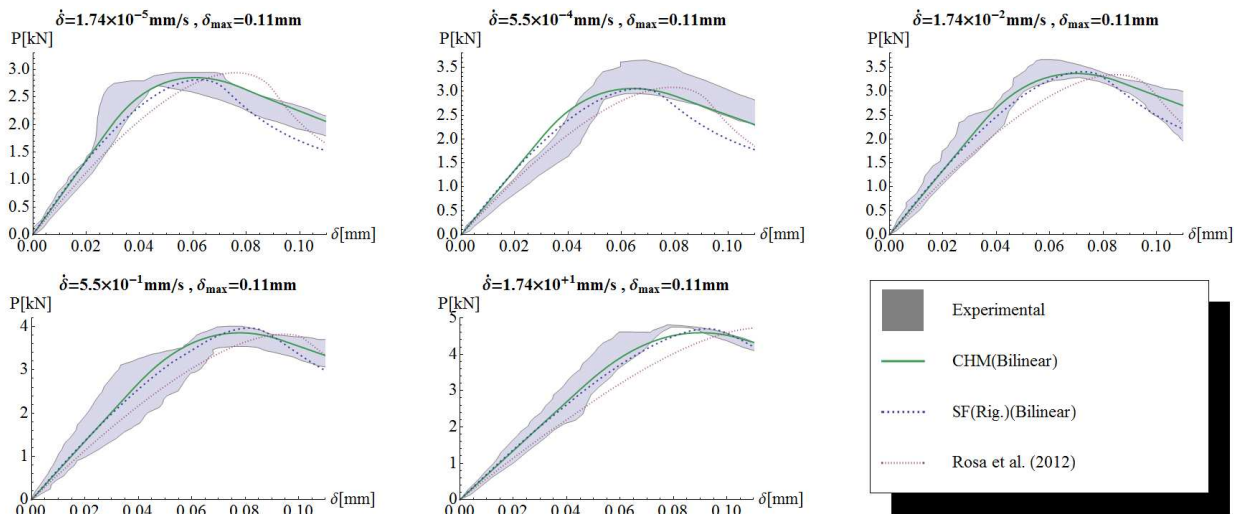 δ̇=1.74×10⁻⁵mm/s , δmax=0.11mm
P[kN]
3.0
2.5
2.0
1.5
1.0
0.5
0.0
0.00 0.02 0.04 0.06 0.08 0.10 δ[mm]
δ̇=5.5×10⁻⁴mm/s , δmax=0.11mm
P[kN]
3.5
3.0
2.5
2.0
1.5
1.0
0.5
0.0
0.00 0.02 0.04 0.06 0.08 0.10 δ[mm]
δ̇=1.74×10⁻²mm/s , δmax=0.11mm
P[kN]
3.5
3.0
2.5
2.0
1.5
1.0
0.5
0.0
0.00 0.02 0.04 0.06 0.08 0.10 δ[mm]
δ̇=5.5×10⁻¹mm/s , δmax=0.11mm
P[kN]
4
3
2
1
0
0.00 0.02 0.04 0.06 0.08 0.10 δ[mm]
δ̇=1.74×10⁺¹mm/s , δmax=0.11mm
P[kN]
5
4
3
2
1
0
0.00 0.02 0.04 0.06 0.08 0.10 δ[mm]
Experimental
CHM(Bilinear)
SF(Rig.)(Bilinear)
Rosa et al. (2012)